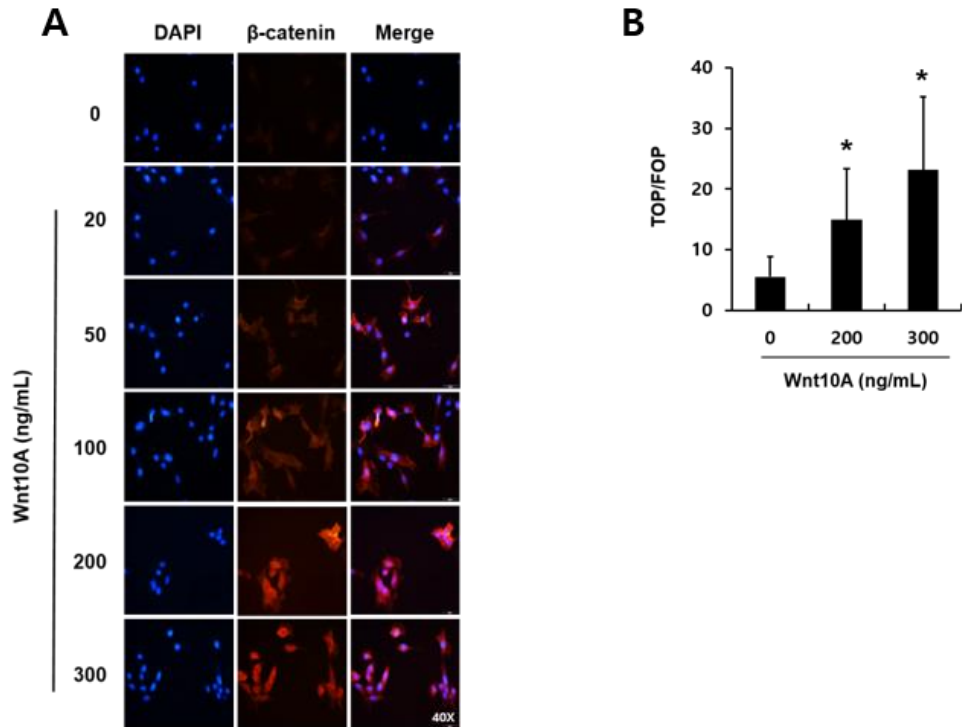 A
DAPI β-catenin Merge
0
20
50
100
200
300
Wnt10A (ng/mL)
40X
B
TOP/FOP
40
30
20
10
0
* *
0 200 300
Wnt10A (ng/mL)